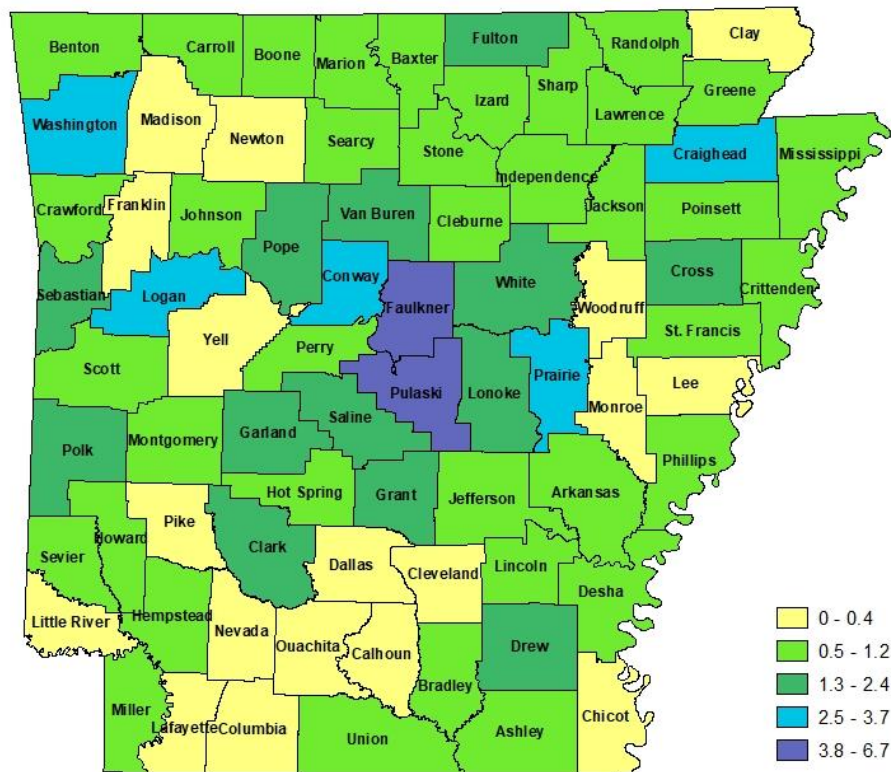 Benton
Carroll
Boone
Marion
Baxter
Fulton
Randolph
Clay
Sharp
Izard
Greene
Lawrence
Washington
Madison
Newton
Searcy
Stone
Independence
Craighead
Mississippi
Crawford
Franklin
Johnson
Pope
Van Buren
Cleburne
Jackson
Poinsett
Sebastian
Logan
Conway
Faulkner
White
Woodruff
Cross
Crittenden
Yell
Perry
St. Francis
Scott
Pulaski
Lonoke
Prairie
Monroe
Lee
Polk
Montgomery
Garland
Saline
Phillips
Hot Spring
Grant
Jefferson
Arkansas
Pike
Howard
Sevier
Clark
Dallas
Cleveland
Lincoln
Desha
Little River
Hempstead
Nevada
Ouachita
Calhoun
Drew
Bradley
Miller
Lafayette
Columbia
Union
Ashley
Chicot
0 - 0.4
0.5 - 1.2
1.3 - 2.4
2.5 - 3.7
3.8 - 6.7